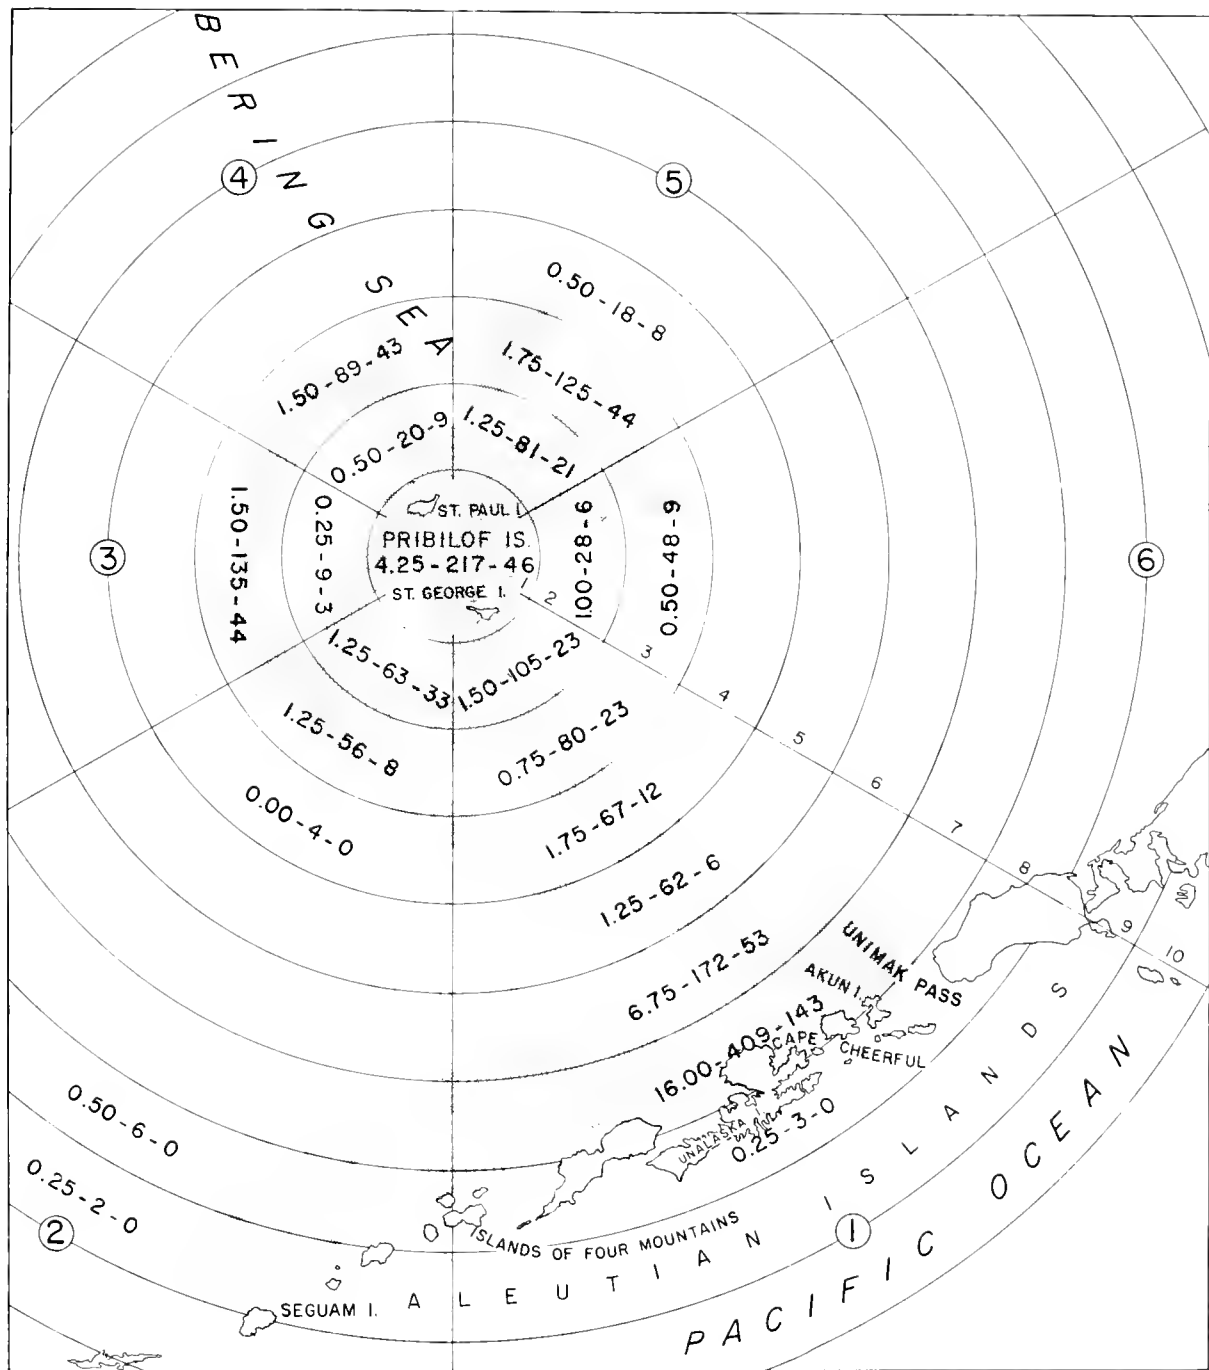 BERING SEA
4
5
0.50-18-8
1.50-89-43
1.75-125-44
0.50-20-9
1.25-81-21
3
1.50-135-44
0.25-9-3
ST. PAUL I.
PRIBILOF IS.
4.25-217-46
ST. GEORGE I.
1.00-28-6
0.50-48-9
6
1
2
3
4
5
6
7
8
9
10
1.25-63-33
1.50-105-23
1.25-56-8
0.75-80-23
0.00-4-0
1.75-67-12
1.25-62-6
6.75-172-53
UNIMAK PASS
AKUN I.
16.00-409-143
CAPE
CHEERFUL
UNALASKA I.
0.25-3-0
0.50-6-0
0.25-2-0
2
1
ISLANDS OF FOUR MOUNTAINS
SEGUAM I.
ALEUTIAN ISLANDS
PACIFIC OCEAN